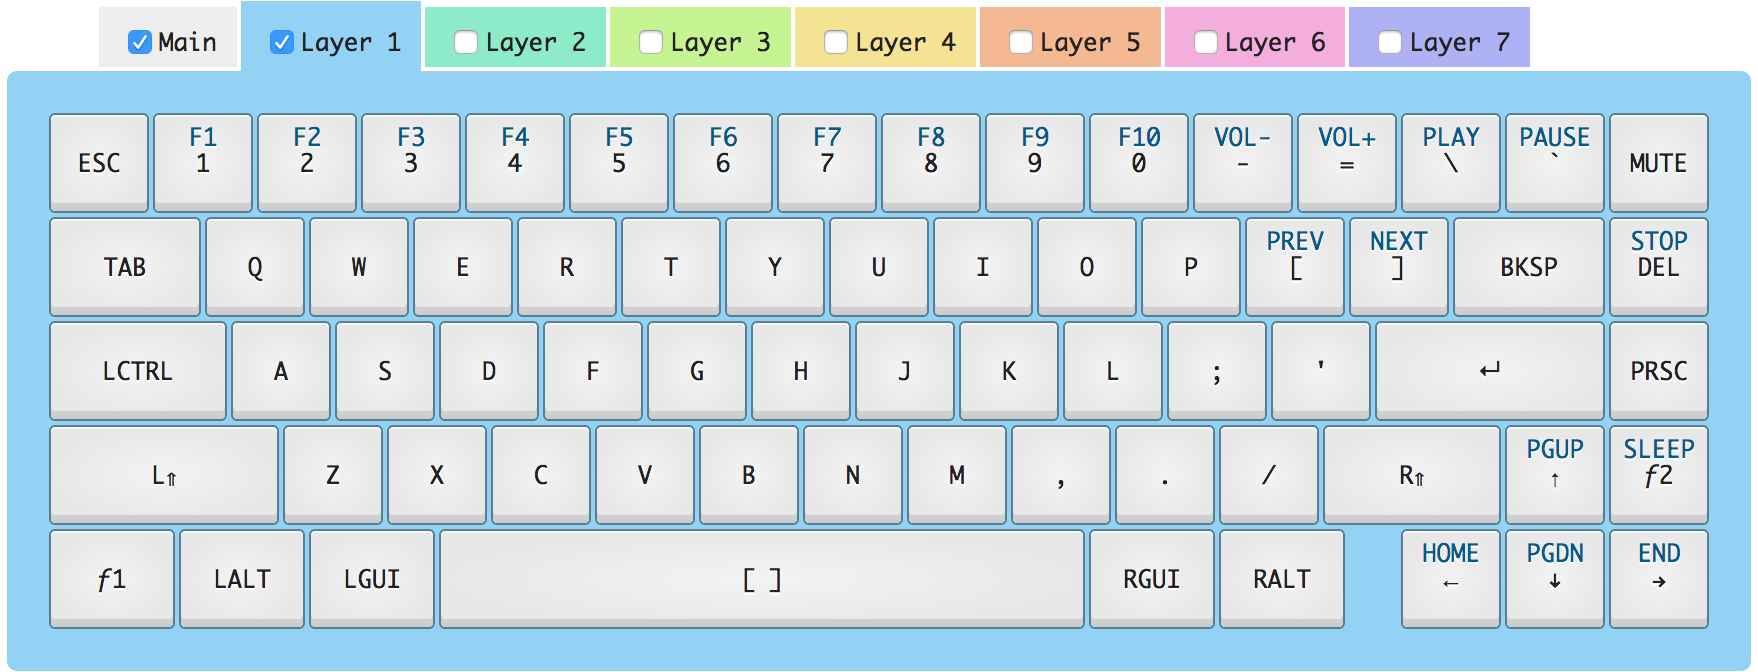 Main Layer 1 Layer 2 Layer 3 Layer 4 Layer 5 Layer 6 Layer 7
F1 F2 F3 F4 F5 F6 F7 F8 F9 F10 VOL- VOL+ PLAY PAUSE
ESC 1 2 3 4 5 6 7 8 9 0 - = \ ` MUTE
PREV NEXT STOP
TAB Q W E R T Y U I O P [ ] BKSP DEL
LCTRL A S D F G H J K L ; ' ↵ PRSC
PGUP SLEEP
L⇑ Z X C V B N M , . / R⇑ ↑ ƒ2
HOME PGDN END
ƒ1 LALT LGUI [ ] RGUI RALT ← ↓ →